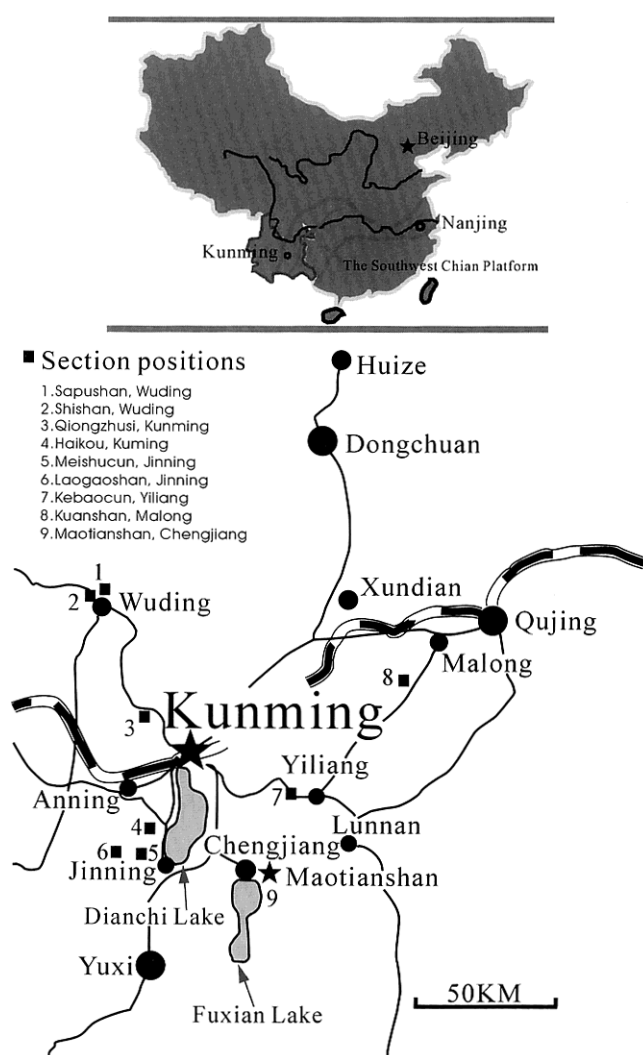 Beijing
Nanjing
Kunming
The Southwest Chian Platform
Section positions
1.Sapushan, Wuding
2.Shishan, Wuding
3.Qiongzhusi, Kunming
4.Haikou, Kuming
5.Meishucun, Jinning
6.Laogaoshan, Jinning
7.Kebaocun, Yiliang
8.Kuanshan, Malong
9.Maotianshan, Chengjiang
Huize
Dongchuan
1
2
Wuding
Xundian
Qujing
Malong
8
3
Kunming
Yiliang
Anning
7
4
Lunnan
Chengjiang
6
5
Jinning
Maotianshan
9
Dianchi Lake
Yuxi
50KM
Fuxian Lake